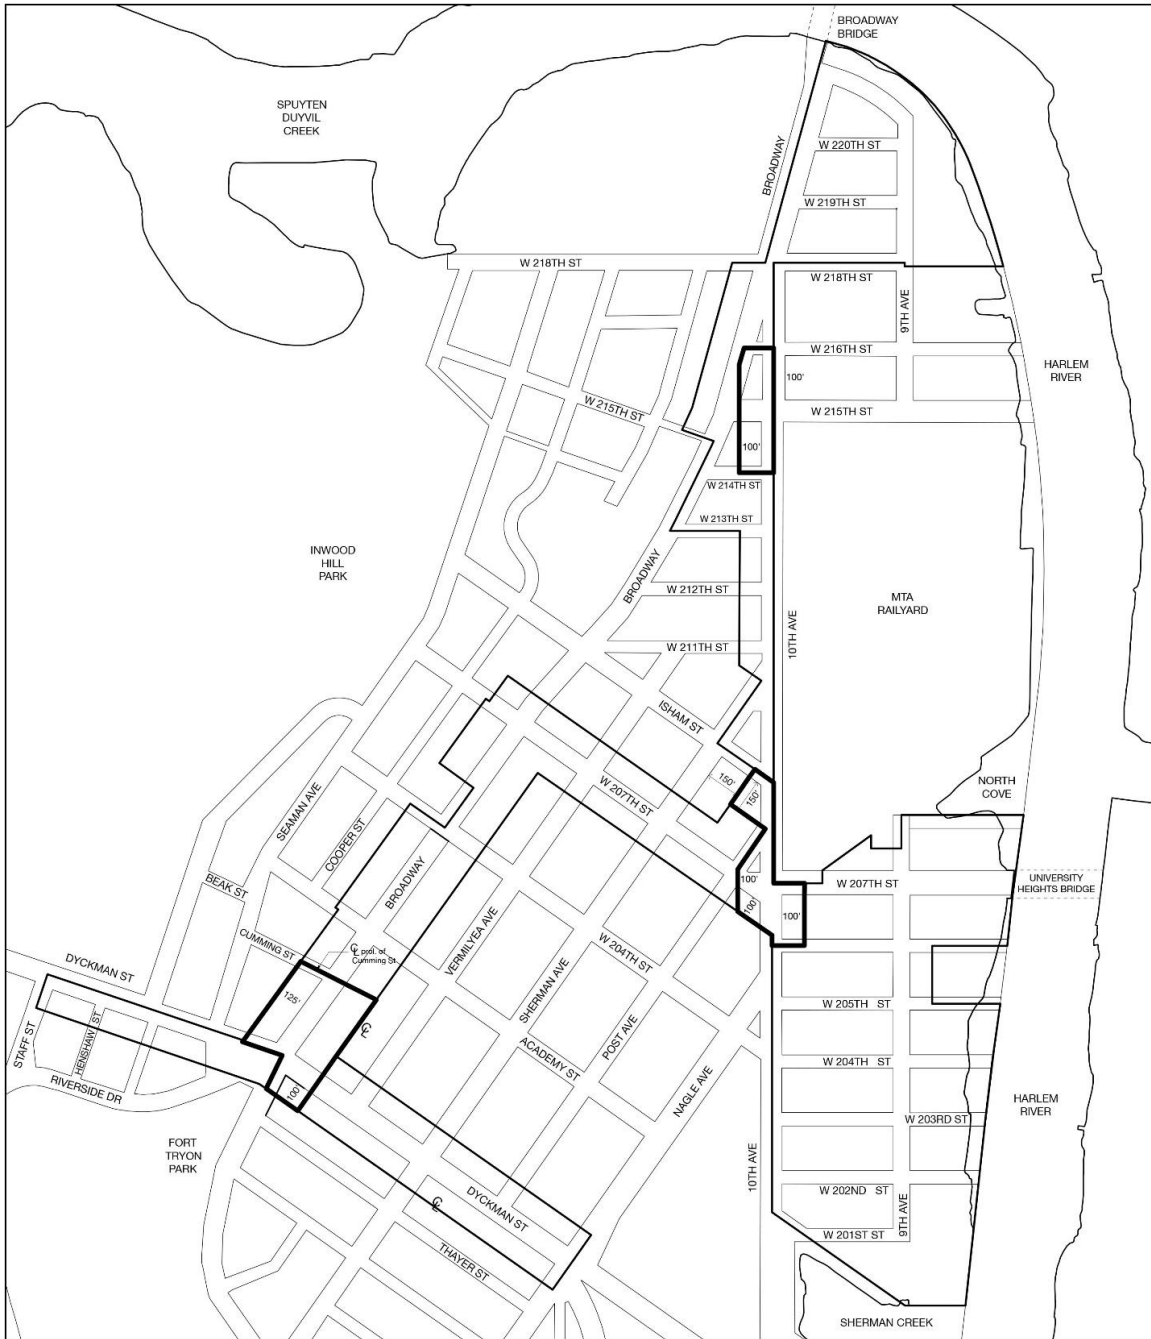 BROADWAY
BRIDGE
SPUYTEN
DUYVIL
CREEK
W 220TH ST
BROADWAY
W 219TH ST
W 218TH ST
W 218TH ST
9TH AVE
W 216TH ST
HARLEM
RIVER
100'
W 215TH ST
W 215TH ST
100'
W 214TH ST
W 213TH ST
INWOOD
HILL
PARK
BROADWAY
W 212TH ST
MTA
RAILYARD
10TH AVE
W 211TH ST
ISHAM ST
150'
150'
NORTH
COVE
W 207TH ST
SEAMAN AVE
COOPER ST
BROADWAY
BEAK ST
100'
W 207TH ST
UNIVERSITY
HEIGHTS BRIDGE
100'
100'
VERMILYEA AVE
CUMMING ST
W 204TH ST
℄ prol. of
Cumming St
DYCKMAN ST
SHERMAN AVE
125'
W 205TH ST
STAFF ST
HENSHAW ST
℄
POST AVE
ACADEMY ST
W 204TH ST
RIVERSIDE DR
100'
NAGLE AVE
HARLEM
RIVER
W 203RD ST
FORT
TRYON
PARK
10TH AVE
W 202ND ST
DYCKMAN ST
℄
9TH AVE
W 201ST ST
THAYER ST
SHERMAN CREEK